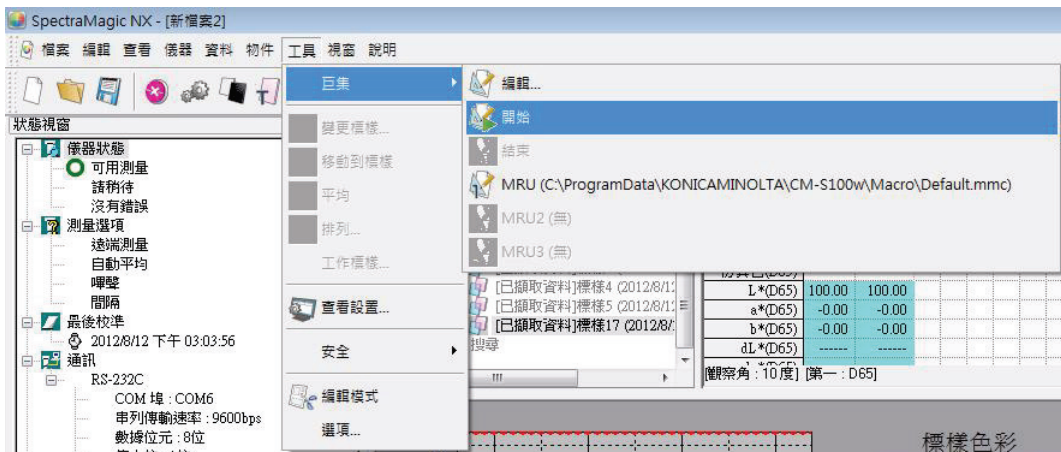 SpectraMagic NX - [新檔案2]
檔案 編輯 查看 儀器 資料 物件 工具 視窗 說明
狀態視窗
儀器狀態
可用測量
請稍待
沒有錯誤
測量選項
遠端測量
自動平均
嗶聲
間隔
最後校準
2012/8/12 下午 03:03:56
通訊
RS-232C
COM 埠 : COM6
串列傳輸速率 : 9600bps
數據位元 : 8位
巨集
變更標樣...
移動到標樣
平均
排列...
工作標樣...
查看設置...
安全
編輯模式
選項...
編輯...
開始
結束
MRU (C:\ProgramData\KONICAMINOLTA\CM-S100w\Macro\Default.mmc)
MRU2 (無)
MRU3 (無)
[已擷取資料]標樣4 (2012/8/12
[已擷取資料]標樣5 (2012/8/12
[已擷取資料]標樣17 (2012/8/
搜尋
L*(D65) 100.00 100.00
a*(D65) -0.00 -0.00
b*(D65) -0.00 -0.00
dL*(D65) ------ ------
[觀察角 : 10度] [第一 : D65]
標樣色彩